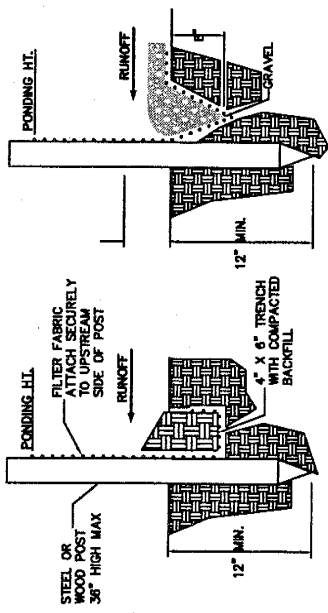 STEEL OR
WOOD POST
36" HIGH MAX
PONDING HT.
FILTER FABRIC
ATTACH SECURELY
TO UPSTREAM
SIDE OF POST
RUNOFF
4" X 6" TRENCH
WITH COMPACTED
BACKFILL
12" MIN.
PONDING HT.
RUNOFF
GRAVEL
12" MIN.